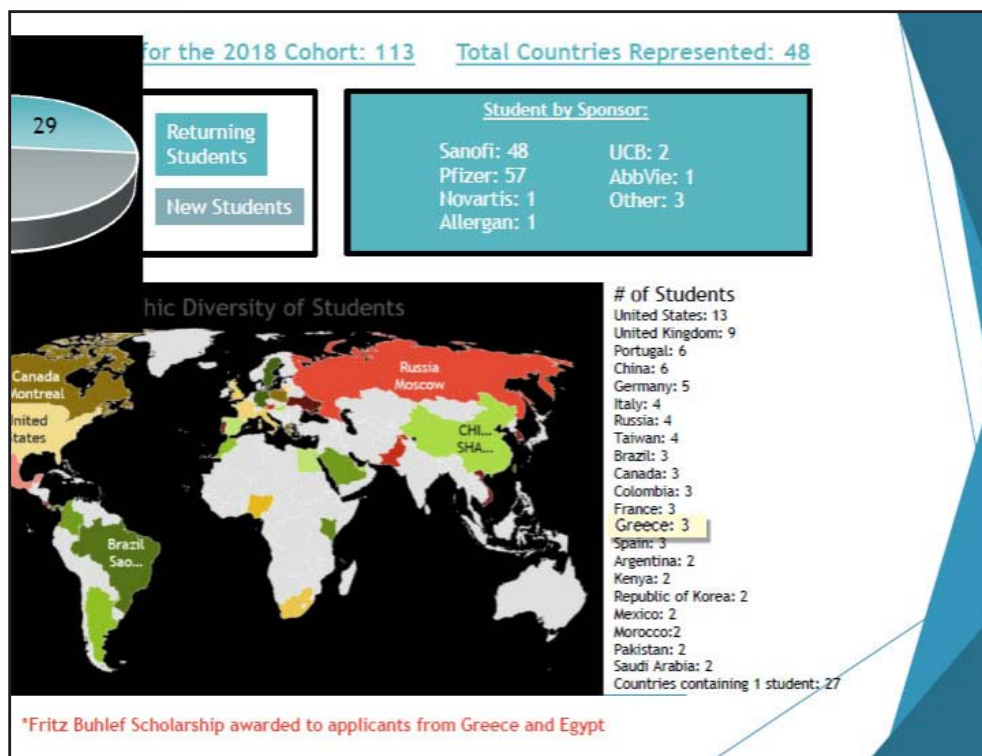 for the 2018 Cohort: 113 Total Countries Represented: 48
29
Returning
Students
New Students
Student by Sponsor:
Sanofi: 48
Pfizer: 57
Novartis: 1
Allergan: 1
UCB: 2
AbbVie: 1
Other: 3
hic Diversity of Students
Canada
Montreal
United
States
Russia
Moscow
CHI...
SHA...
Brazil
Sao...
# of Students
United States: 13
United Kingdom: 9
Portugal: 6
China: 6
Germany: 5
Italy: 4
Russia: 4
Taiwan: 4
Brazil: 3
Canada: 3
Colombia: 3
France: 3
Greece: 3
Spain: 3
Argentina: 2
Kenya: 2
Republic of Korea: 2
Mexico: 2
Morocco:2
Pakistan: 2
Saudi Arabia: 2
Countries containing 1 student: 27
*Fritz Buhlef Scholarship awarded to applicants from Greece and Egypt